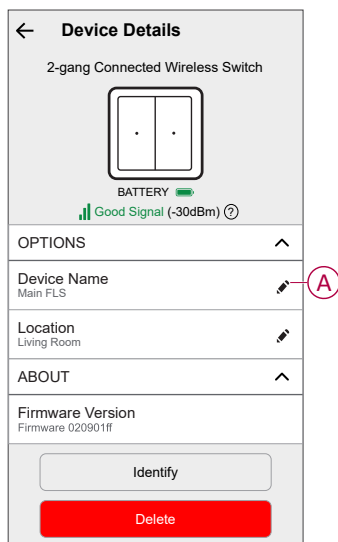 Device Details
2-gang Connected Wireless Switch
BATTERY
Good Signal (-30dBm) ?
OPTIONS
Device Name
A
Main FLS
Location
Living Room
ABOUT
Firmware Version
Firmware 020901ff
Identify
Delete